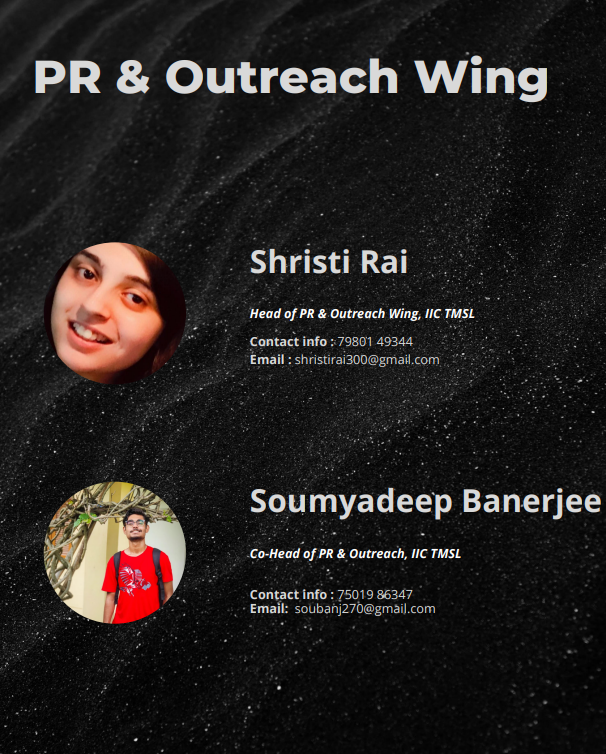 PR & Outreach Wing
Shristi Rai
Head of PR & Outreach Wing, IIC TMSL
Contact info : 79801 49344
Email : shristirai300@gmail.com
Soumyadeep Banerjee
Co-Head of PR & Outreach, IIC TMSL
Contact info : 75019 86347
Email: soubanj270@gmail.com